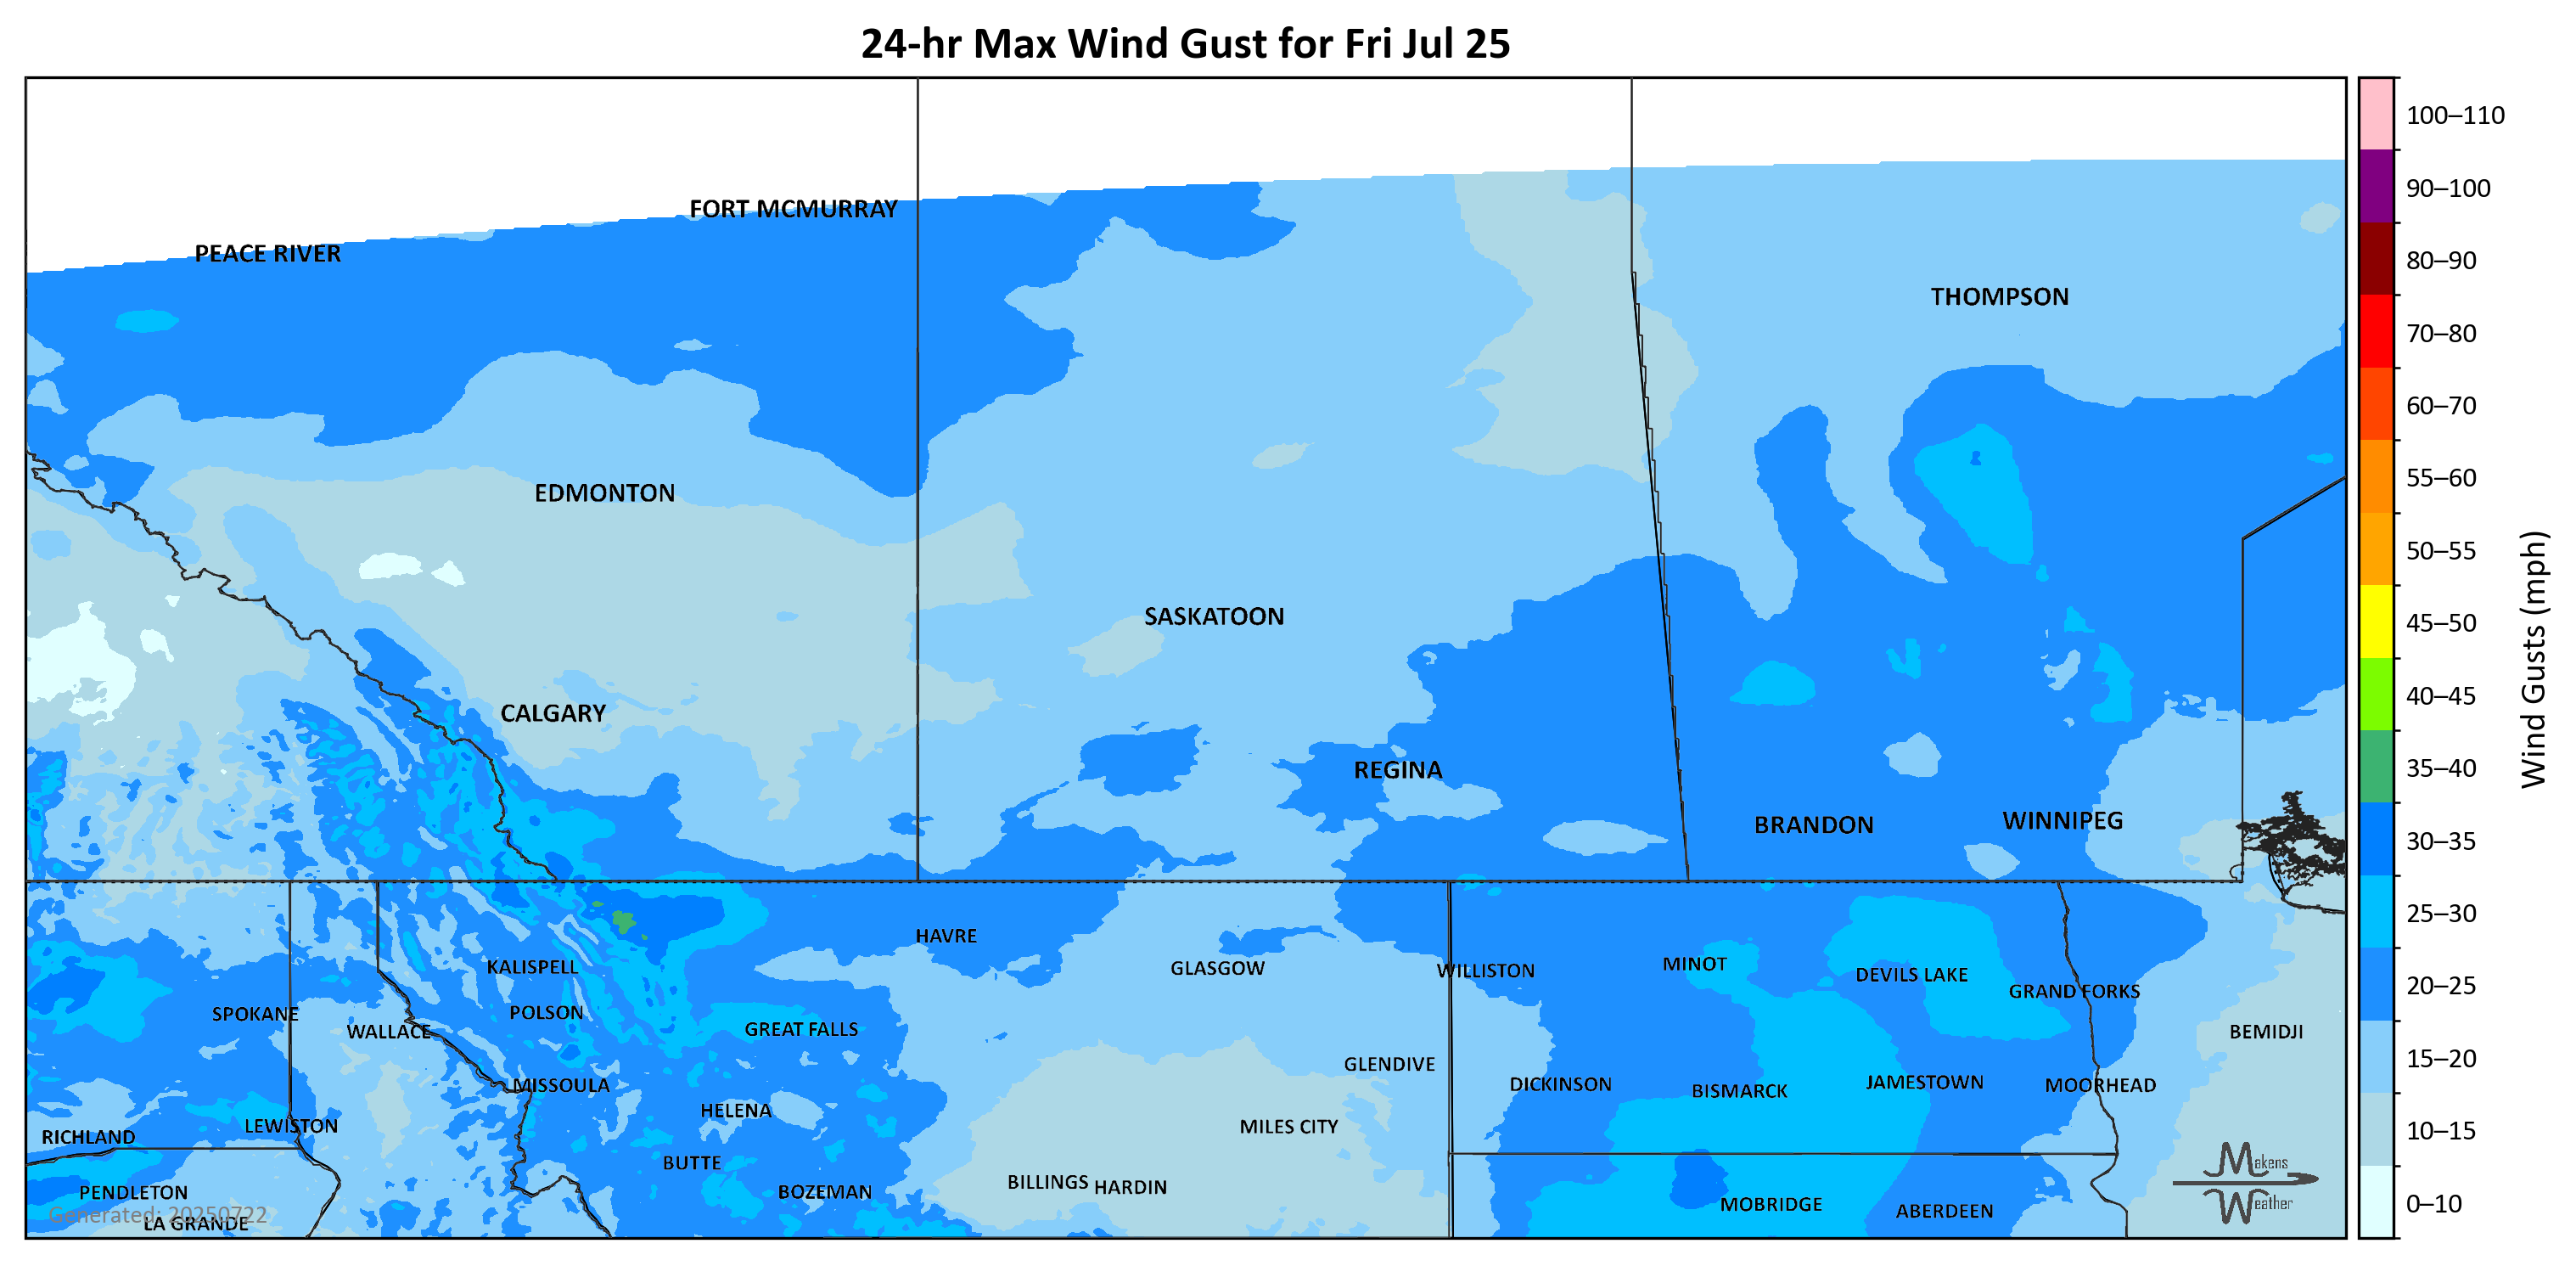 24-hr Max Wind Gust for Fri Jul 25
100–110
90–100
80–90
70–80
60–70
55–60
50–55
45–50
40–45
35–40
30–35
25–30
20–25
15–20
10–15
0–10
Wind Gusts (mph)
FORT MCMURRAY
PEACE RIVER
THOMPSON
EDMONTON
SASKATOON
CALGARY
REGINA
BRANDON
WINNIPEG
HAVRE
KALISPELL
GLASGOW
WILLISTON
MINOT
DEVILS LAKE
GRAND FORKS
SPOKANE
POLSON
WALLACE
GREAT FALLS
BEMIDJI
GLENDIVE
MISSOULA
DICKINSON
BISMARCK
JAMESTOWN
MOORHEAD
HELENA
LEWISTON
MILES CITY
RICHLAND
BUTTE
BILLINGS
HARDIN
PENDLETON
BOZEMAN
MOBRIDGE
ABERDEEN
Generated: 20250722
LA GRANDE
Makens
Weather